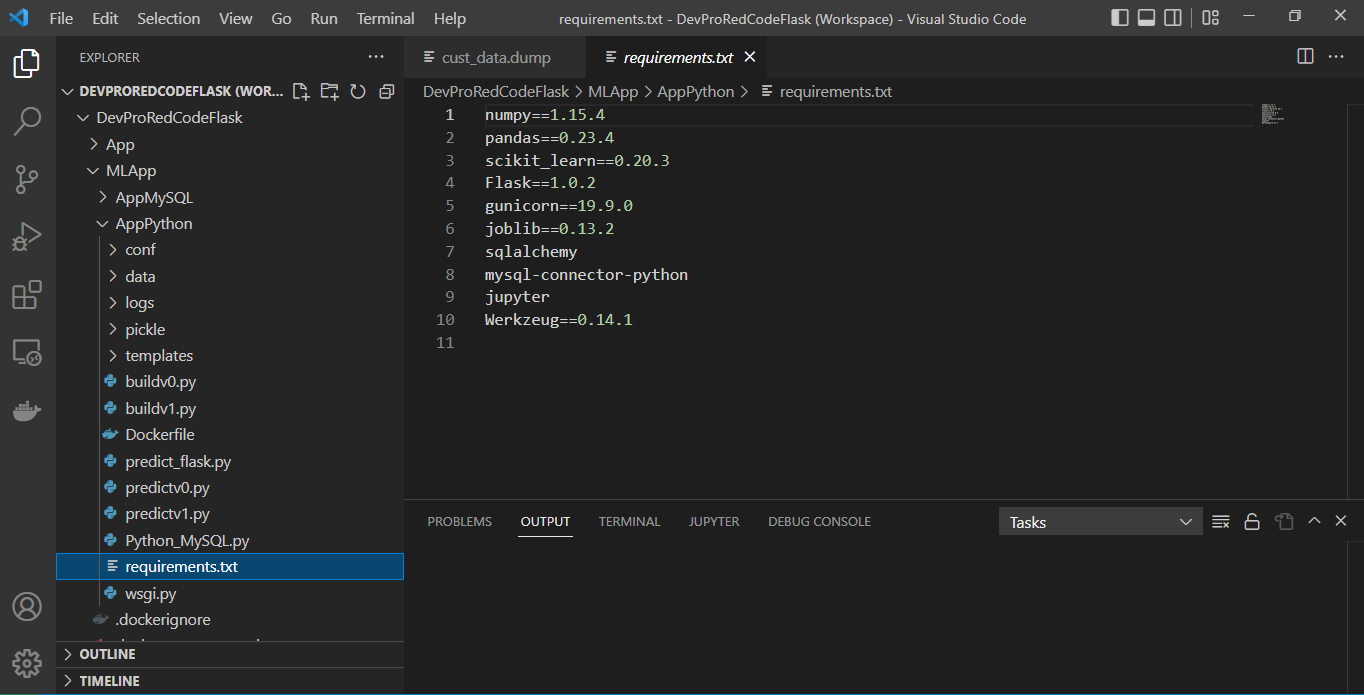 File Edit Selection View Go Run Terminal Help
requirements.txt - DevProRedCodeFlask (Workspace) - Visual Studio Code
EXPLORER
DEVPROREDCODEFLASK (WOR...
DevProRedCodeFlask
App
MLApp
AppMySQL
AppPython
conf
data
logs
pickle
templates
buildv0.py
buildv1.py
Dockerfile
predict_flask.py
predictv0.py
predictv1.py
Python_MySQL.py
requirements.txt
wsgi.py
.dockerignore
OUTLINE
TIMELINE
cust_data.dump
requirements.txt
DevProRedCodeFlask > MLApp > AppPython > requirements.txt
1 numpy==1.15.4
2 pandas==0.23.4
3 scikit_learn==0.20.3
4 Flask==1.0.2
5 gunicorn==19.9.0
6 joblib==0.13.2
7 sqlalchemy
8 mysql-connector-python
9 jupyter
10 Werkzeug==0.14.1
11
PROBLEMS OUTPUT TERMINAL JUPYTER DEBUG CONSOLE
Tasks